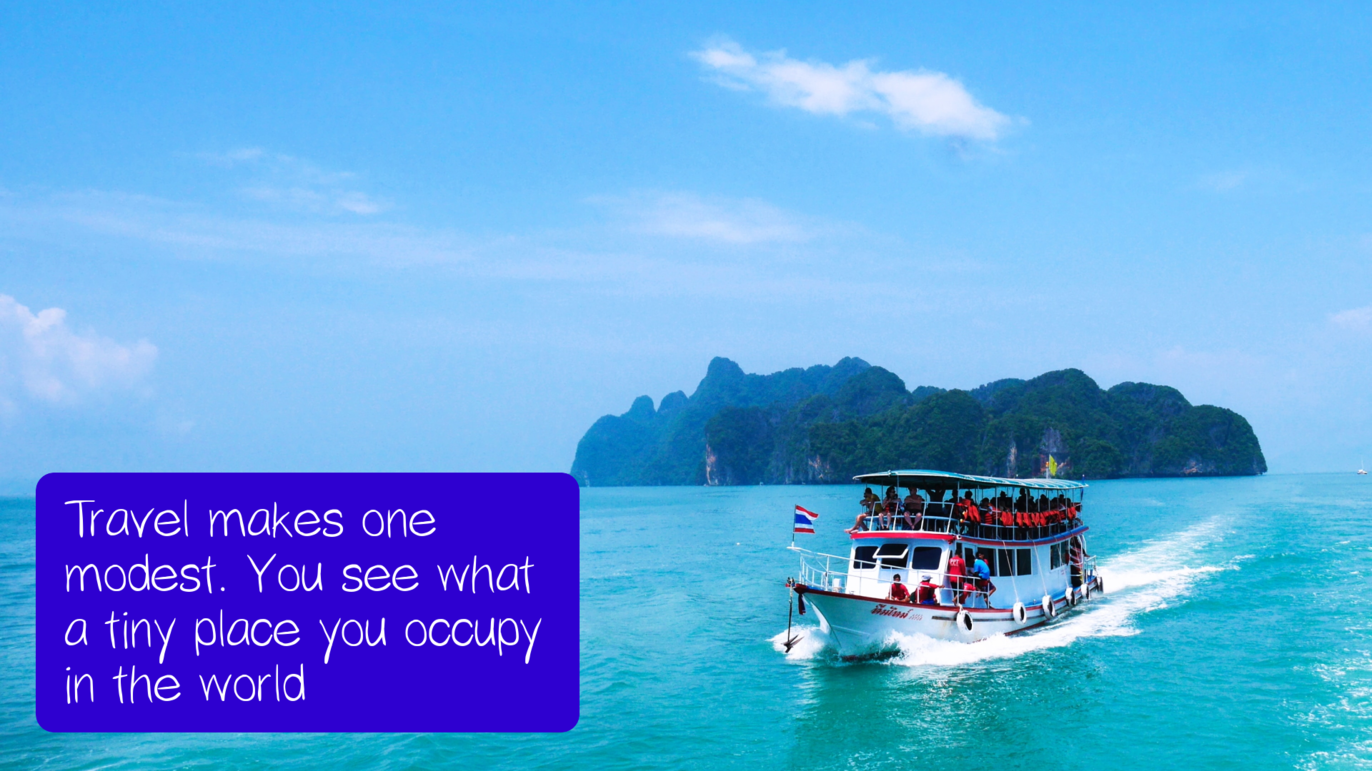 Travel makes one
modest. You see what
a tiny place you occupy
in the world